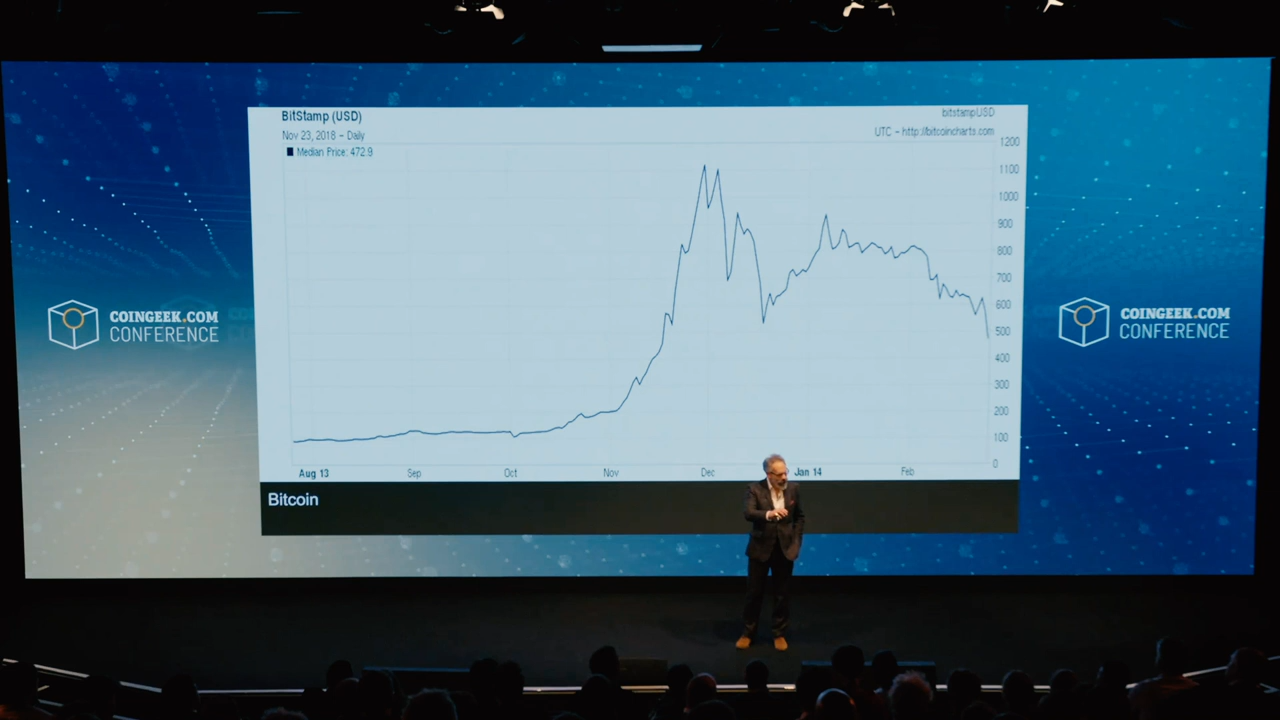 BitStamp (USD)
bitstampUSD
Nov 23, 2018 - Daily
UTC - http://bitcoincharts.com
Median Price: 472.9
1200
1100
1000
900
800
700
600
500
400
300
200
100
0
Aug 13
Sep
Oct
Nov
Dec
Jan 14
Feb
Bitcoin
COINGEEK.COM
CONFERENCE
COINGEEK.COM
CONFERENCE